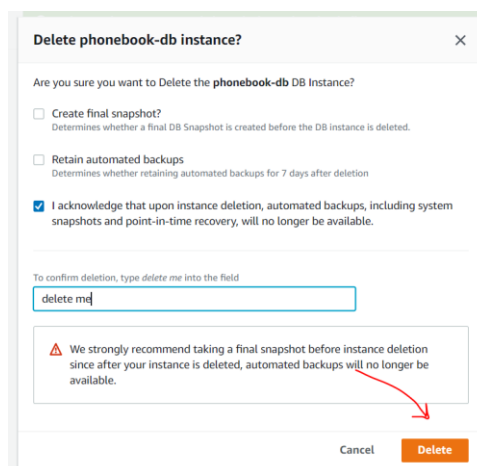 Delete phonebook-db instance?
Are you sure you want to Delete the phonebook-db DB Instance?
Create final snapshot?
Determines whether a final DB Snapshot is created before the DB instance is deleted.
Retain automated backups
Determines whether retaining automated backups for 7 days after deletion
I acknowledge that upon instance deletion, automated backups, including system
snapshots and point-in-time recovery, will no longer be available.
To confirm deletion, type delete me into the field
delete me
We strongly recommend taking a final snapshot before instance deletion
since after your instance is deleted, automated backups will no longer be
available.
Cancel Delete